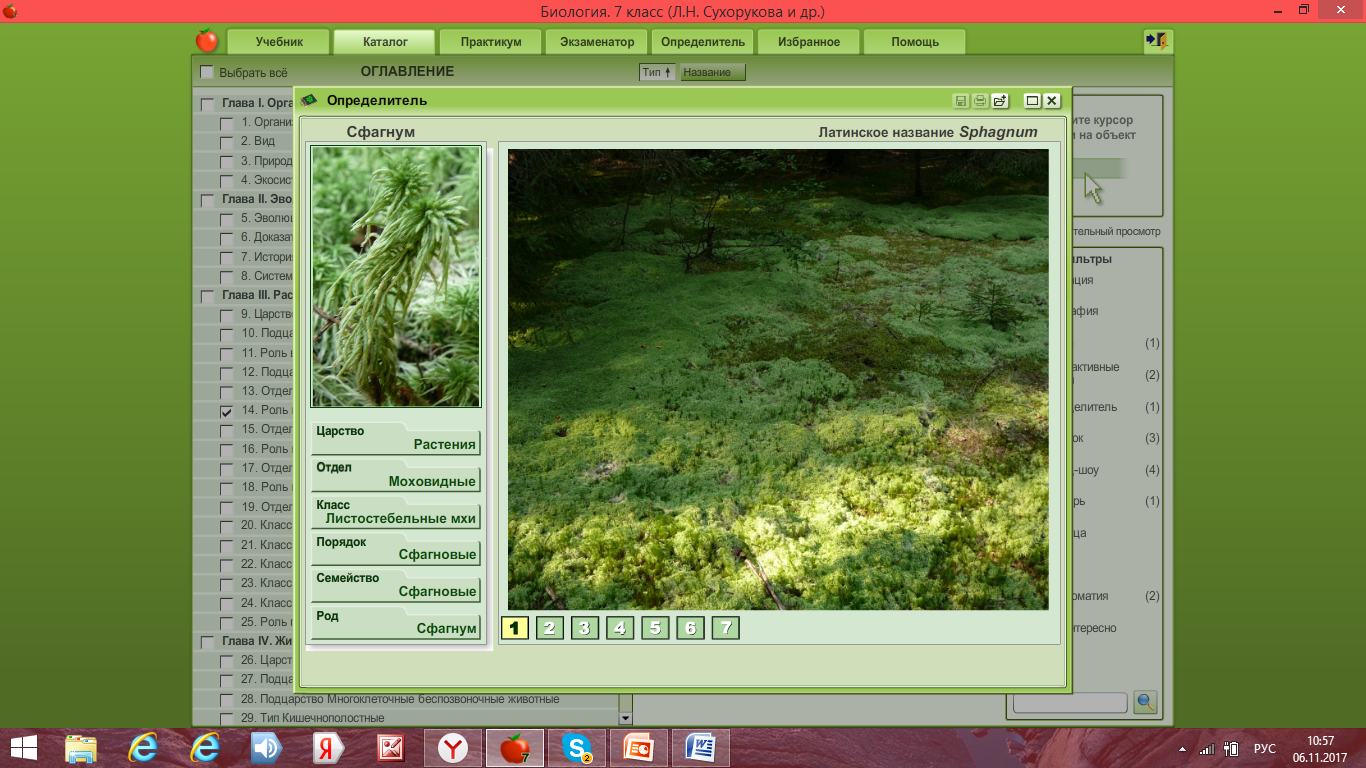 Биология. 7 класс (Л.Н. Сухорукова и др.)
Учебник
Каталог
Практикум
Экзаменатор
Определитель
Избранное
Помощь
Выбрать всё
ОГЛАВЛЕНИЕ
Тип
Название
Определитель
Сфагнум
Латинское название Sphagnum
Царство
Растения
Отдел
Моховидные
Класс
Листостебельные мхи
Порядок
Сфагновые
Семейство
Сфагновые
Род
Сфагнум
1 2 3 4 5 6 7
Глава I. Орга
1. Органи
2. Вид
3. Природ
4. Экосис
Глава II. Эво
5. Эволюц
6. Доказат
7. Истори
8. Систем
Глава III. Рас
9. Царство
10. Подца
11. Роль в
12. Подца
13. Отдел
14. Роль
15. Отдел
16. Роль
17. Отдел
18. Роль
19. Отдел
20. Класс
21. Класс
22. Класс
23. Класс
24. Класс
25. Роль
Глава IV. Жи
26. Царст
27. Подца
28. Подцарство Многоклеточные беспозвоночные животные
29. Тип Кишечнополостные
ите курсор
и на объект
тельный просмотр
льтры
ция
афия
(1)
активные
(2)
елитель
(1)
ок
(3)
-шоу
(4)
рь
(1)
ца
оматия
(2)
нтересно
7
2
РУС
10:57
06.11.2017